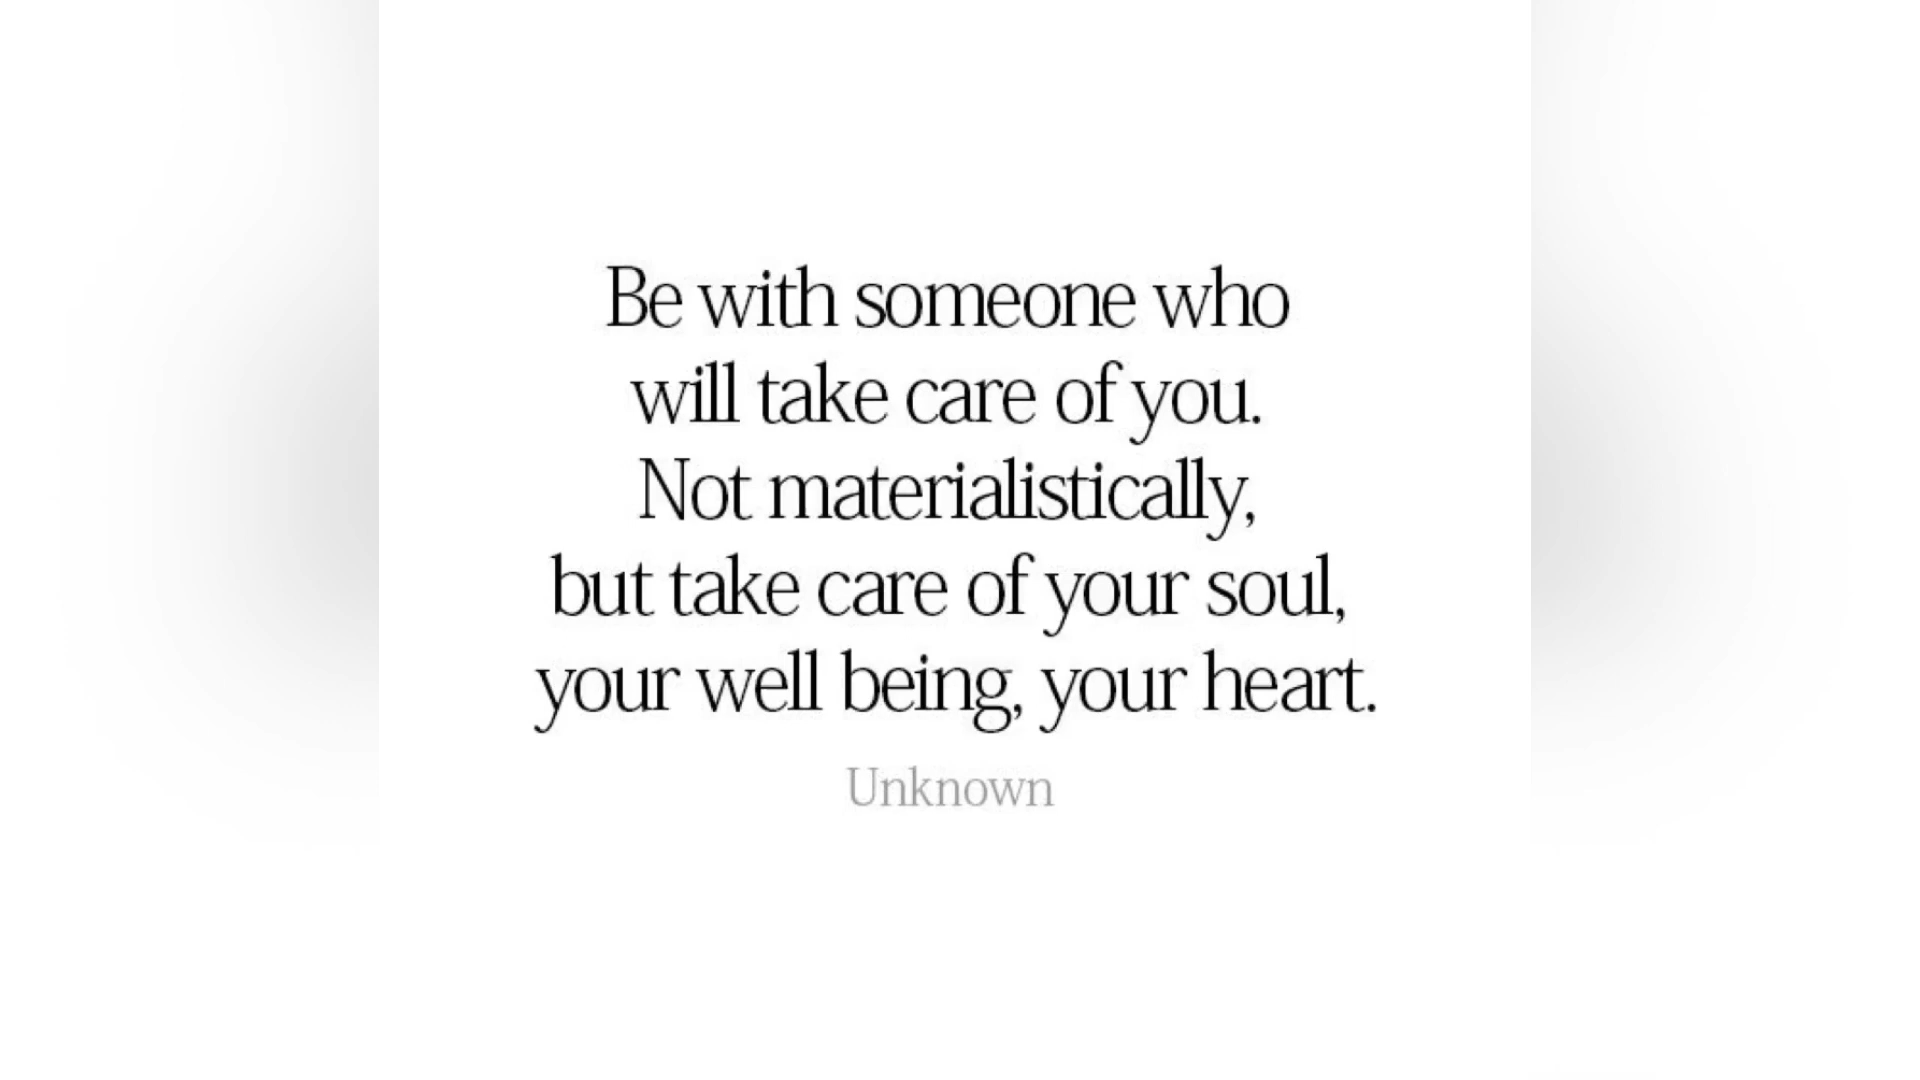 Be with someone who
will take care of you.
Not materialistically,
but take care of your soul,
your well being, your heart.
Unknown